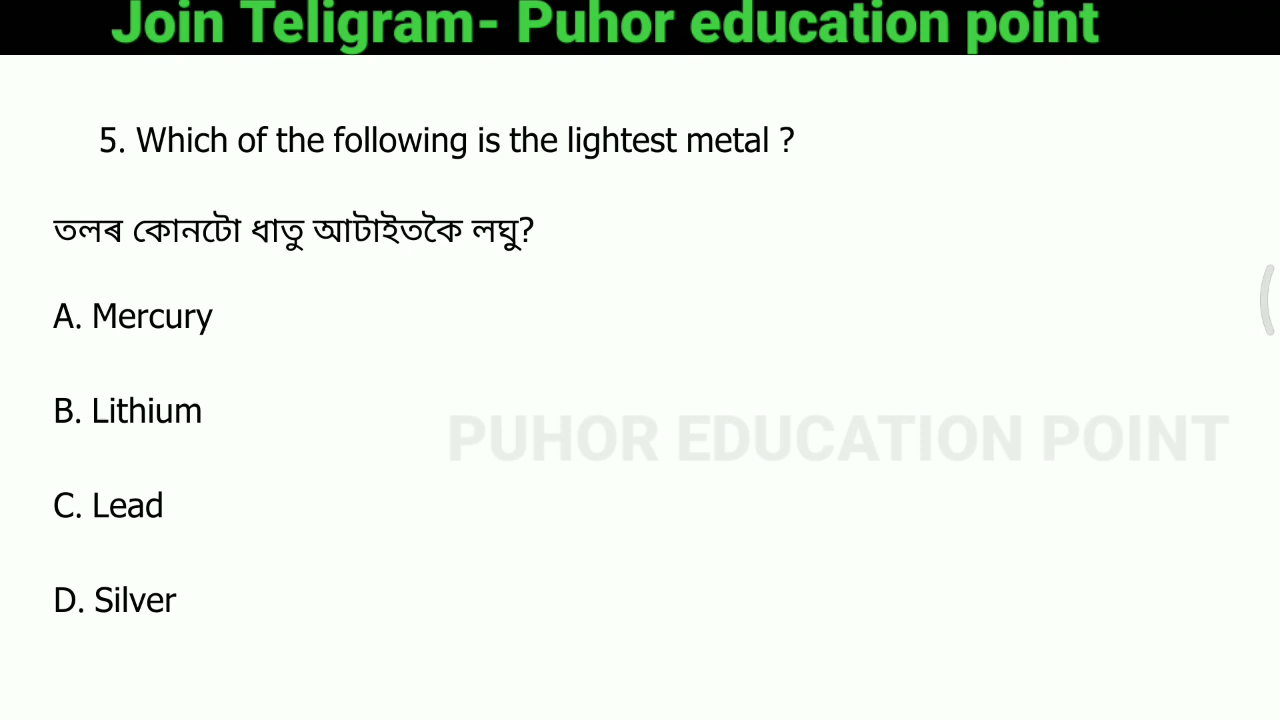 Join Teligram- Puhor education point
5. Which of the following is the lightest metal ?
তলৰ কোনটো ধাতু আটাইতকৈ লঘু?
A. Mercury
B. Lithium
PUHOR EDUCATION POINT
C. Lead
D. Silver